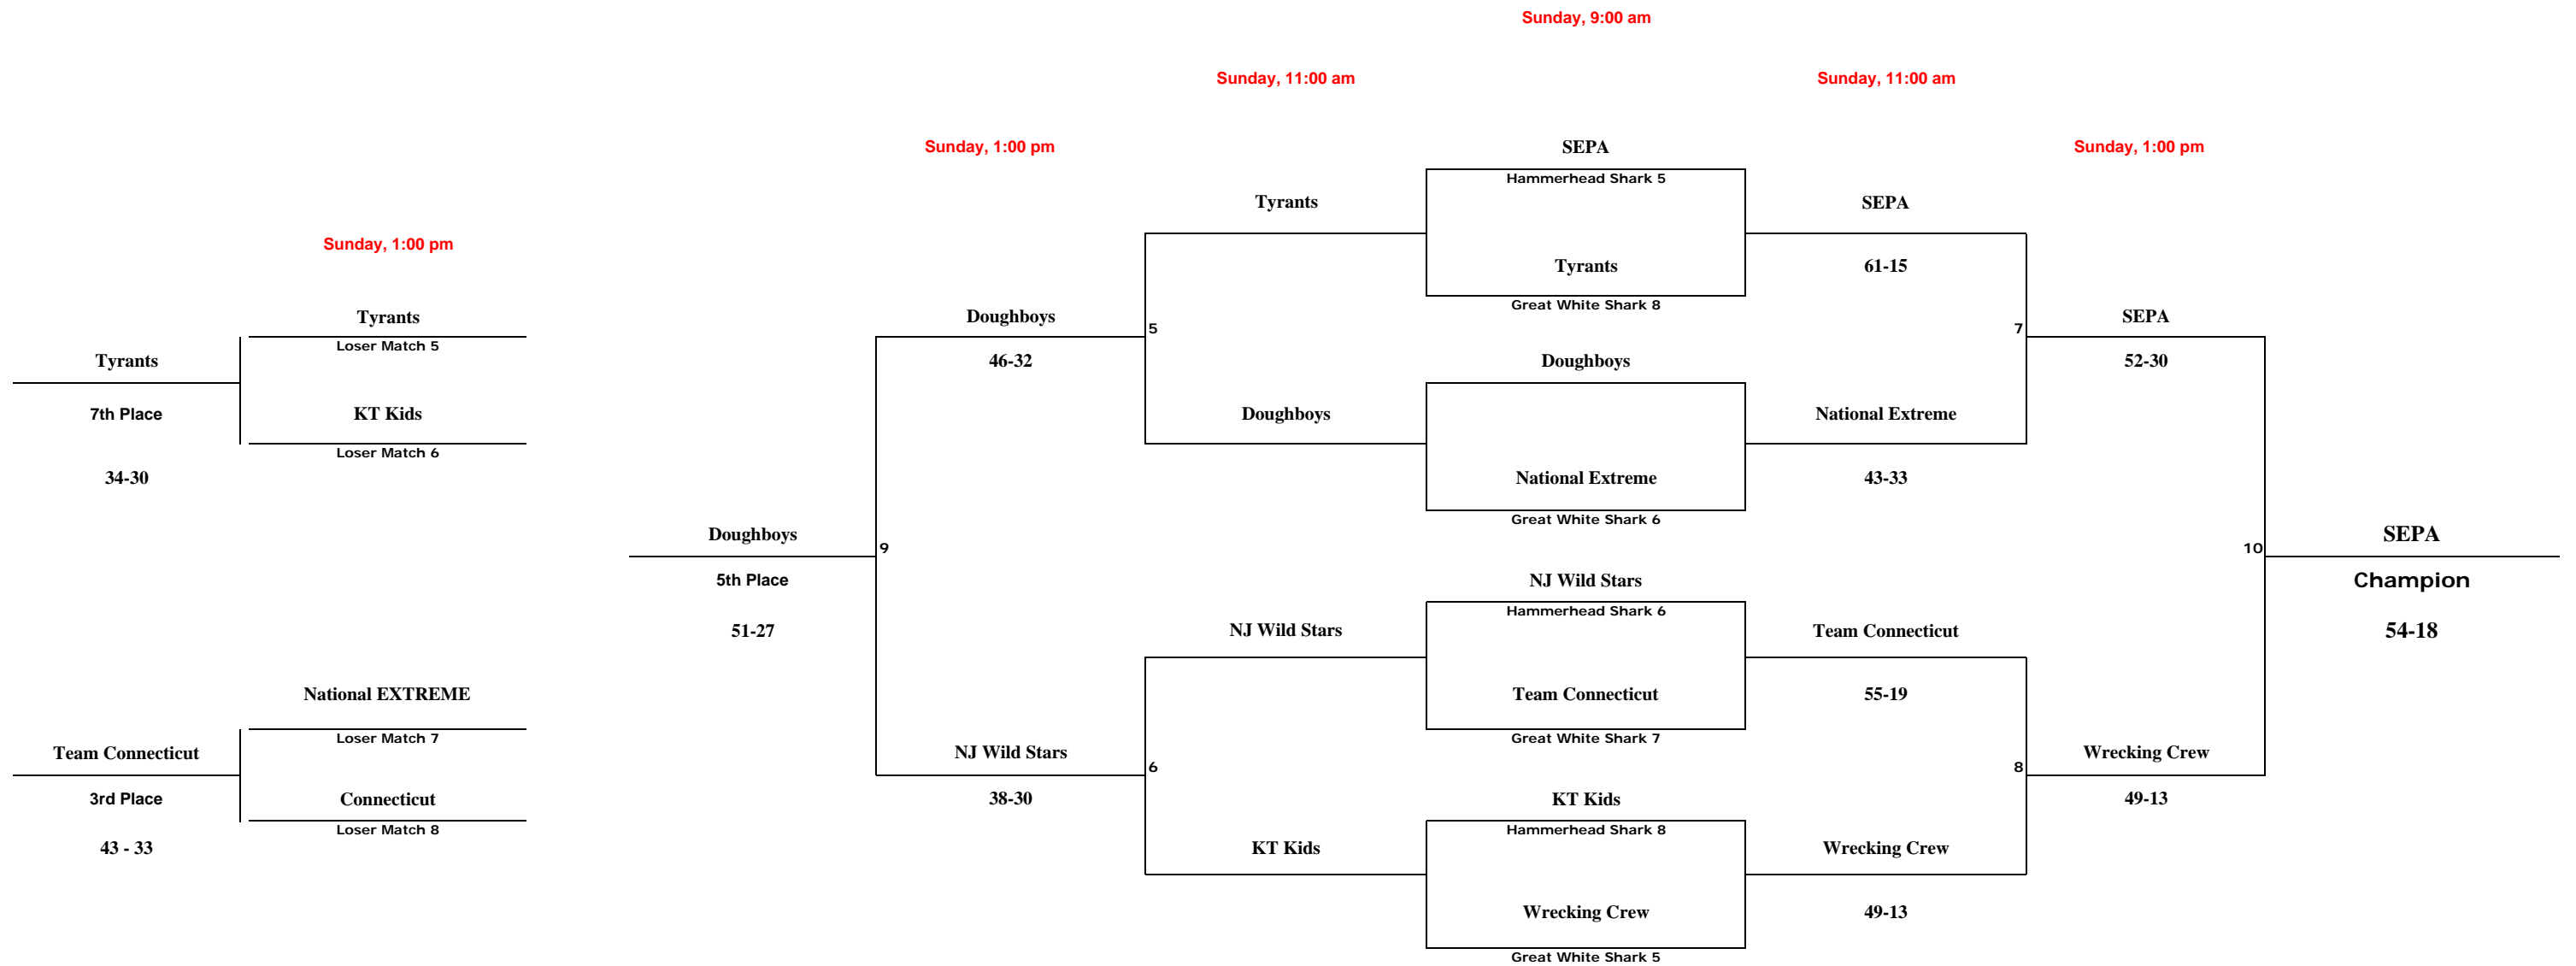 Sunday, 9:00 am
Sunday, 11:00 am
Sunday, 11:00 am
Sunday, 1:00 pm
SEPA
Sunday, 1:00 pm
Hammerhead Shark 5
Tyrants
SEPA
Sunday, 1:00 pm
Tyrants
61-15
Great White Shark 8
Tyrants
Doughboys
SEPA
5
7
Loser Match 5
Tyrants
46-32
Doughboys
52-30
7th Place
KT Kids
Doughboys
National Extreme
Loser Match 6
34-30
National Extreme
43-33
Great White Shark 6
Doughboys
SEPA
9
10
5th Place
NJ Wild Stars
Champion
Hammerhead Shark 6
51-27
NJ Wild Stars
Team Connecticut
54-18
National EXTREME
Team Connecticut
55-19
Loser Match 7
Great White Shark 7
Team Connecticut
NJ Wild Stars
Wrecking Crew
6
8
3rd Place
Connecticut
38-30
KT Kids
49-13
Loser Match 8
Hammerhead Shark 8
43 - 33
KT Kids
Wrecking Crew
Wrecking Crew
49-13
Great White Shark 5